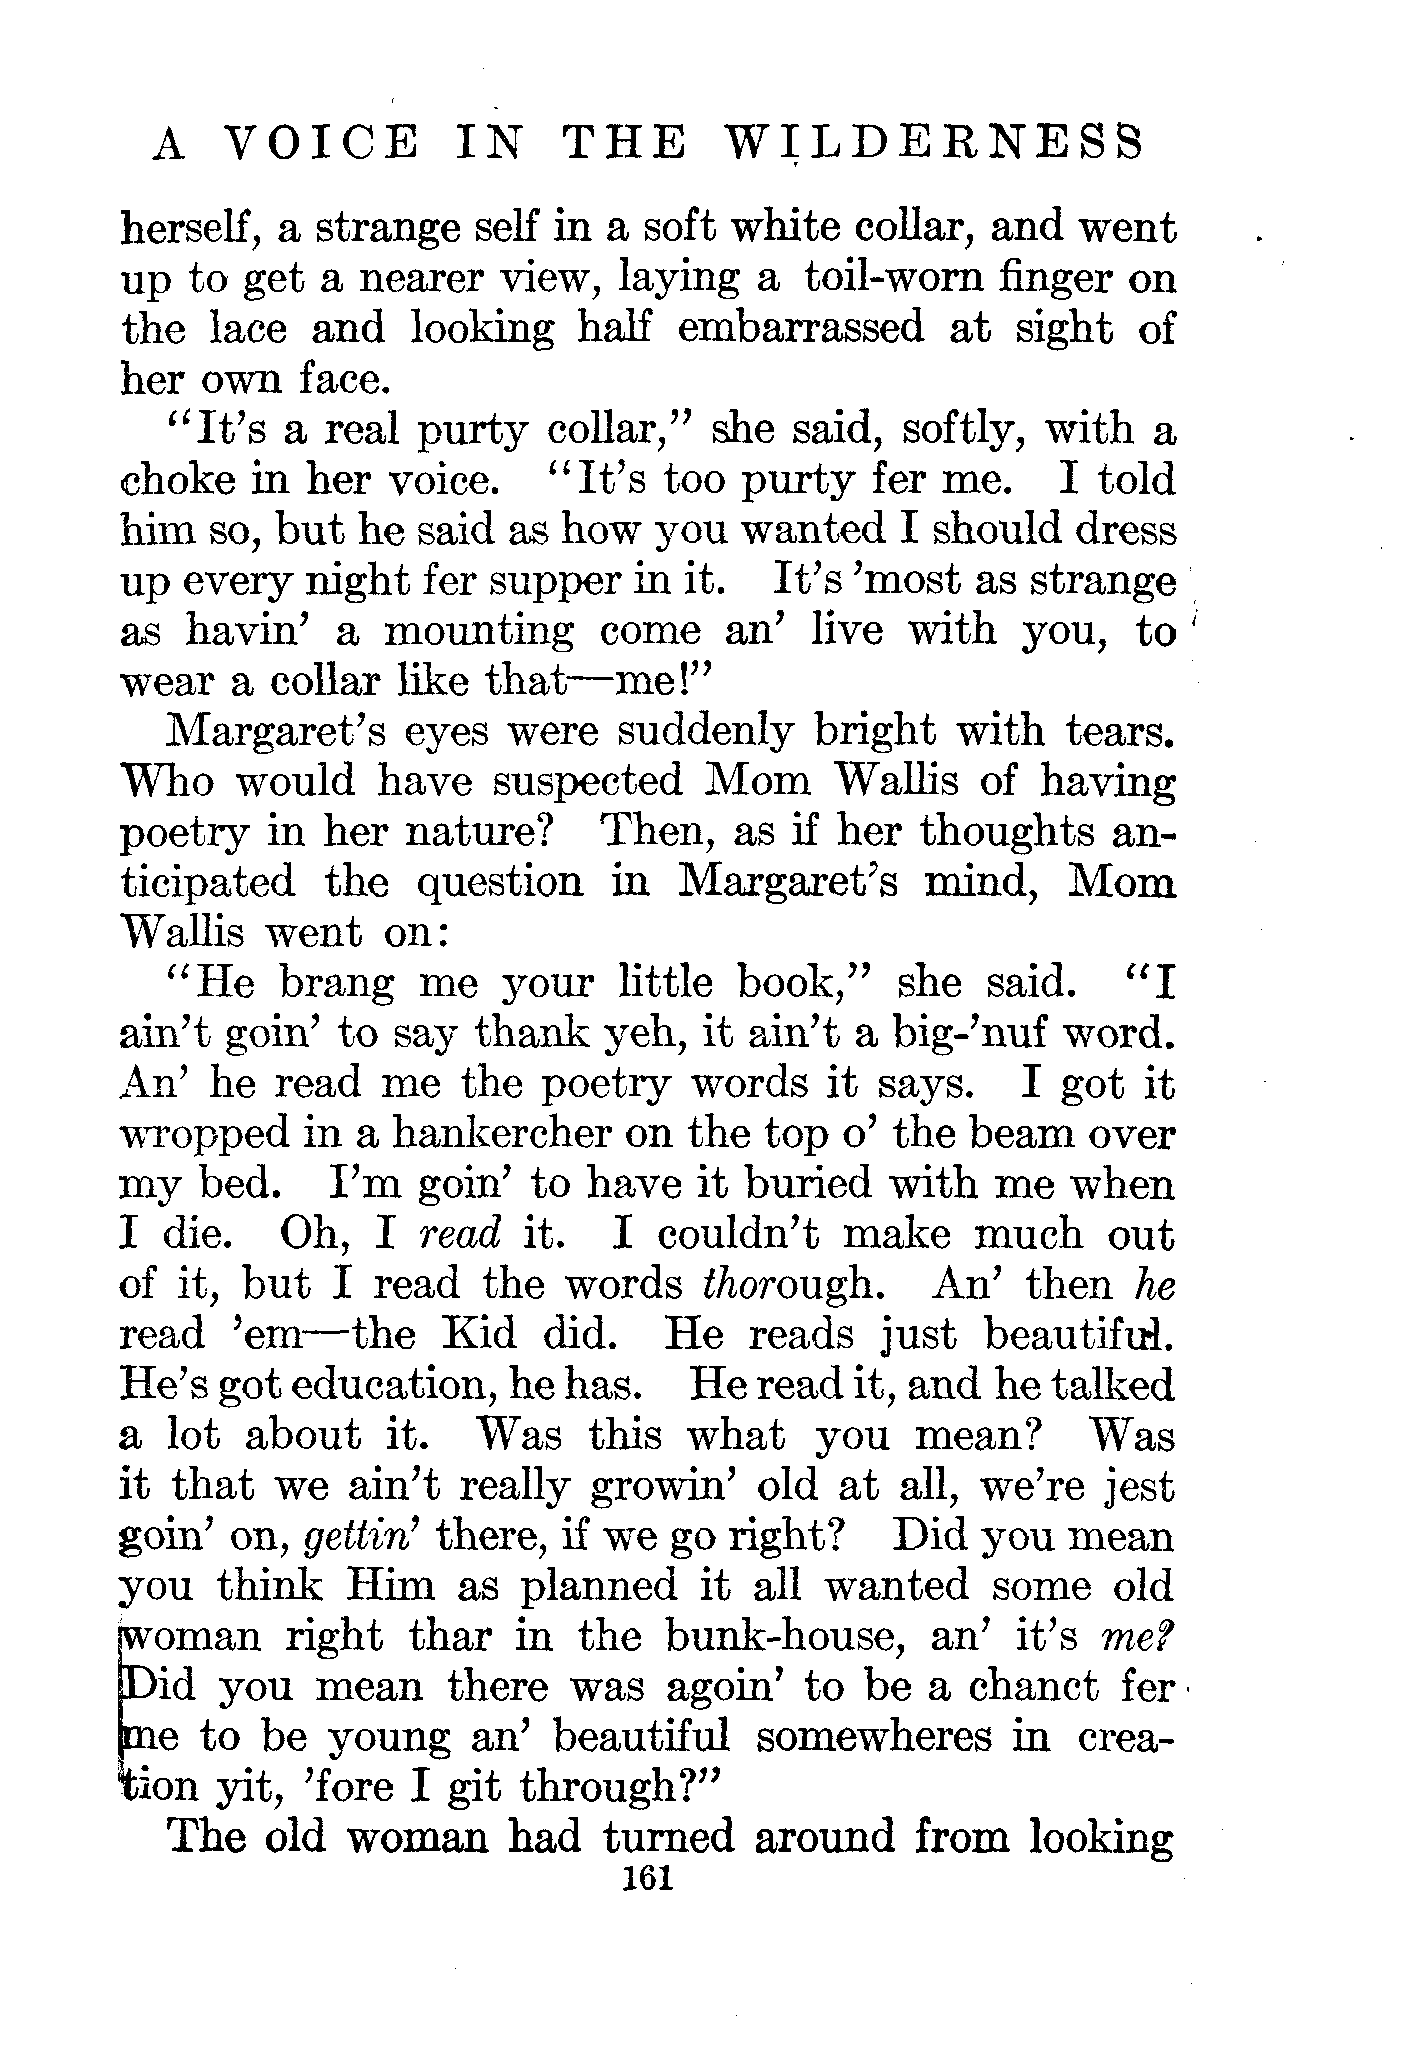 A VOICE IN THE WILDERNESS
herself, a strange self in a soft white collar, and went
up to get a nearer view, laying a toil-worn finger on
the lace and looking half embarrassed at sight of
her own face.
“It’s a real purty collar,” she said, softly, with a
choke in her voice. “It’s too purty fer me. I told
him so, but he said as how you wanted I should dress
up every night fer supper in it. It’s ’most as strange
as havin’ a mounting come an’ live with you, to
wear a collar like that—me!”
Margaret’s eyes were suddenly bright with tears.
Who would have suspected Mom Wallis of having
poetry in her nature? Then, as if her thoughts an-
ticipated the question in Margaret’s mind, Mom
Wallis went on:
“He brang me your little book,” she said. “I
ain’t goin’ to say thank yeh, it ain’t a big-’nuf word.
An’ he read me the poetry words it says. I got it
wropped in a hankercher on the top o’ the beam over
my bed. I’m goin’ to have it buried with me when
I die. Oh, I read it. I couldn’t make much out
of it, but I read the words thorough. An’ then he
read ’em—the Kid did. He reads just beautiful.
He’s got education, he has. He read it, and he talked
a lot about it. Was this what you mean? Was
it that we ain’t really growin’ old at all, we’re jest
goin’ on, gettin’ there, if we go right? Did you mean
you think Him as planned it all wanted some old
woman right thar in the bunk-house, an’ it’s me?
Did you mean there was agoin’ to be a chanct fer
me to be young an’ beautiful somewheres in crea-
tion yit, ’fore I git through?”
The old woman had turned around from looking
161